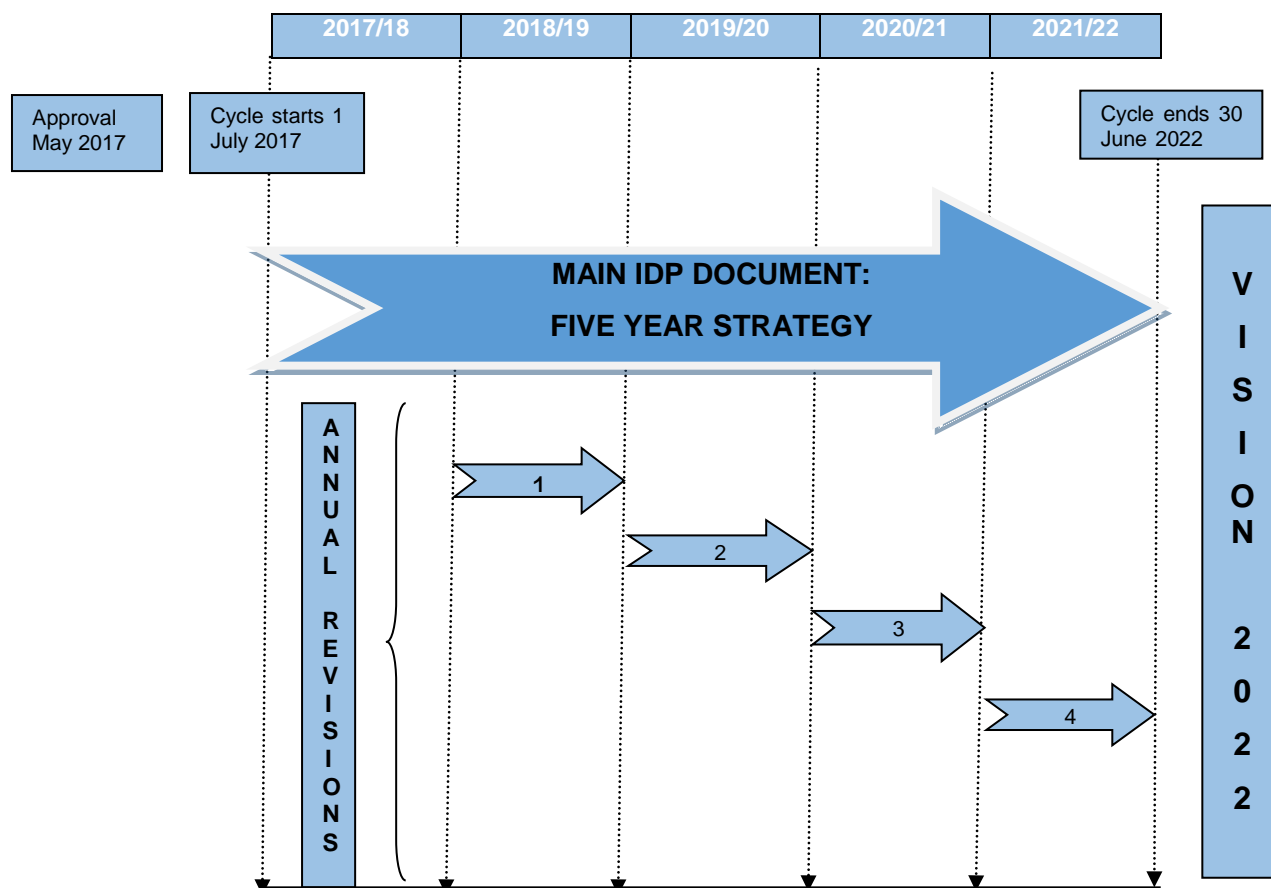 2017/18 2018/19 2019/20 2020/21 2021/22
Approval
May 2017
Cycle starts 1
July 2017
Cycle ends 30
June 2022
MAIN IDP DOCUMENT:
FIVE YEAR STRATEGY
V
I
S
I
O
N
2
0
2
2
A
N
N
U
A
L
R
E
V
I
S
I
O
N
S
1
2
3
4